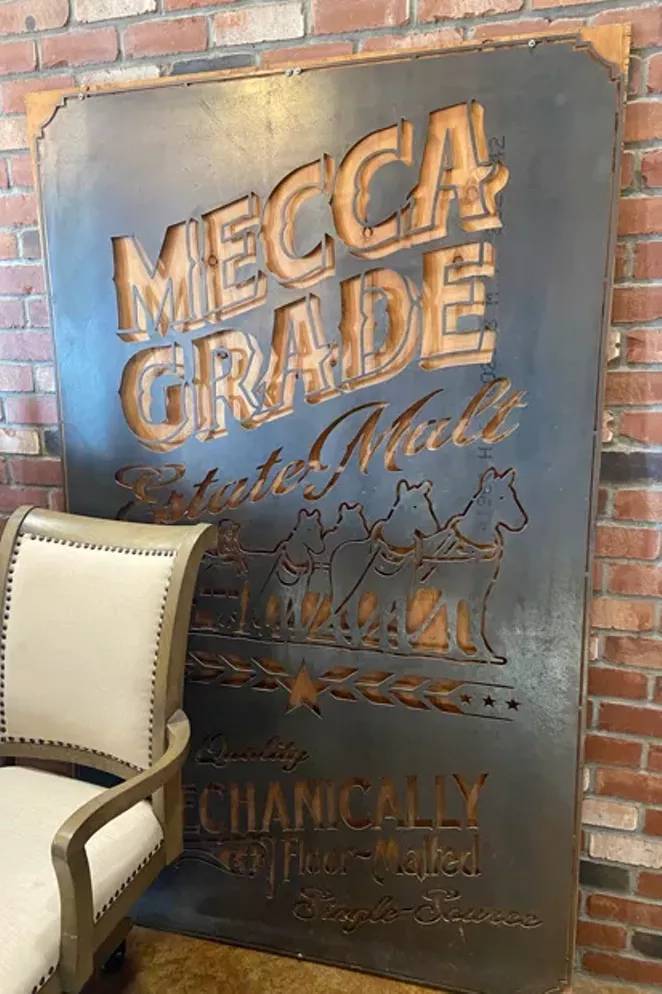 MECCA
GRADE
Estate Malt
Quality
ECHANICALLY
Floor-Malted
Single-Source